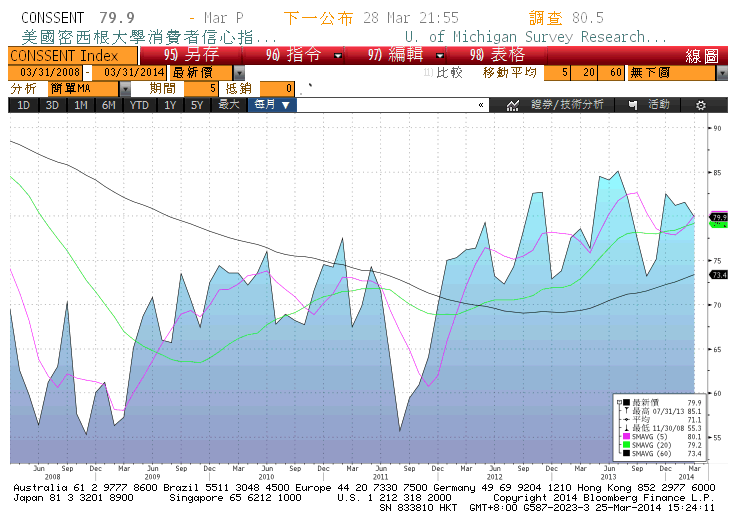 CONSSENT 79.9 - Mar P 下一公布 28 Mar 21:55 調查 80.5
美國密西根大學消費者信心指... U. of Michigan Survey Research...
CONSSENT Index 95) 另存 96) 指令 97) 編輯 98) 表格 線圖
03/31/2008 - 03/31/2014 最新價 比較 移動平均 5 20 60 無下圖
分析 簡單MA 期間 5 抵銷 0
1D 3D 1M 6M YTD 1Y 5Y 最大 每月 ▼ « 證券/技術分析 活動
90
85
79.9
75
73.4
70
65
60
55
最新價 79.9
最高 07/31/13 85.1
平均 71.1
最低 11/30/08 55.3
SMAVG (5) 80.1
SMAVG (20) 79.2
SMAVG (60) 73.4
Jun Sep Dec Mar Jun Sep Dec Mar Jun Sep Dec Mar Jun Sep Dec Mar Jun Sep Dec Mar Jun Sep Dec Mar
2008 2009 2010 2011 2012 2013 2014
Australia 61 2 9777 8600 Brazil 5511 3048 4500 Europe 44 20 7330 7500 Germany 49 69 9204 1210 Hong Kong 852 2977 6000
Japan 81 3 3201 8900 Singapore 65 6212 1000 U.S. 1 212 318 2000 Copyright 2014 Bloomberg Finance L.P.
SN 833810 HKT GMT+8:00 G587-2023-3 25-Mar-2014 15:24:11